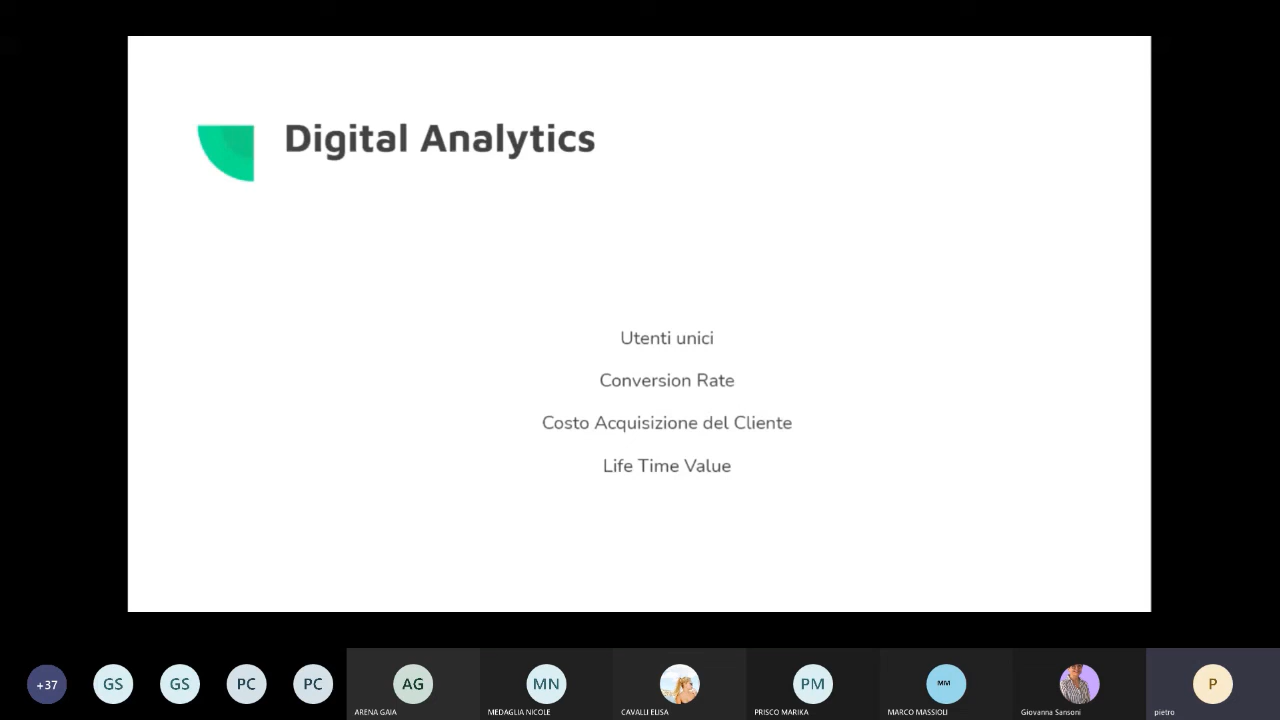 Digital Analytics
Utenti unici
Conversion Rate
Costo Acquisizione del Cliente
Life Time Value
+37
GS
GS
PC
PC
AG
MN
PM
MM
P
ARENA GAIA
MEDAGLIA NICOLE
CAVALLI ELISA
PRISCO MARIKA
MARCO MASSIOLI
Giovanna Sansoni
pietro